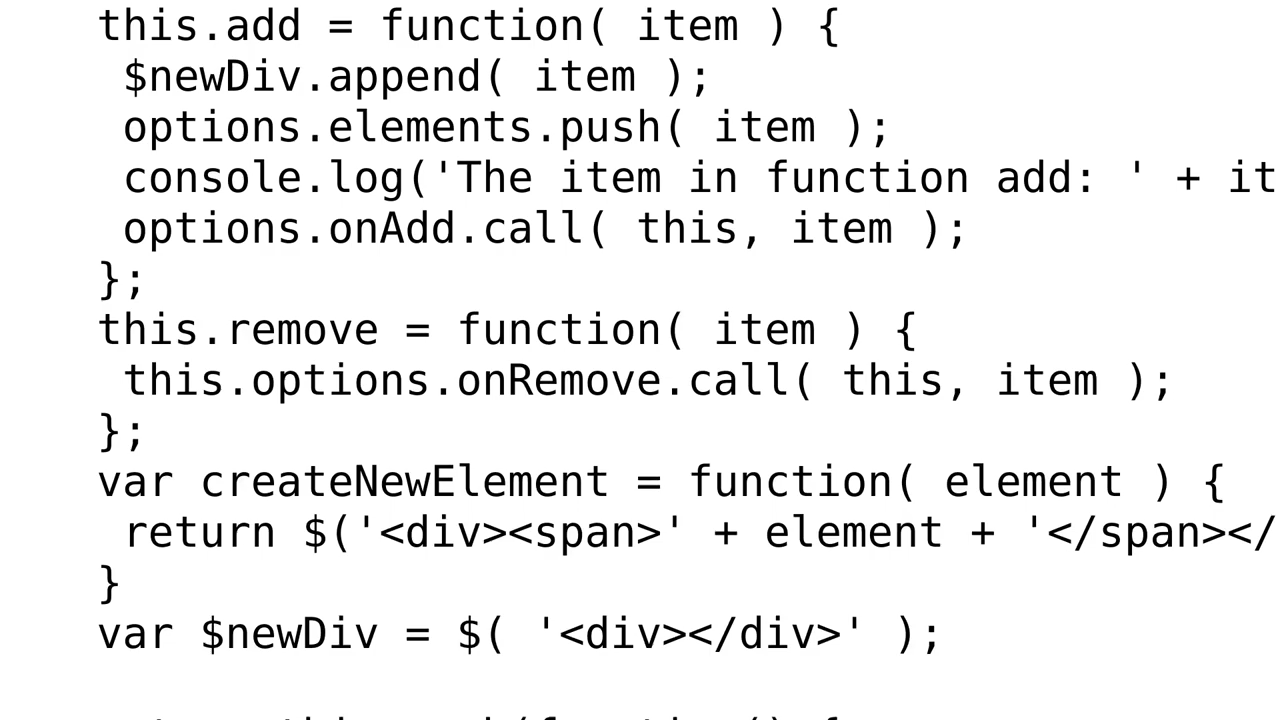 this.add = function( item ) {
$newDiv.append( item );
options.elements.push( item );
console.log('The item in function add: ' + it
options.onAdd.call( this, item );
};
this.remove = function( item ) {
this.options.onRemove.call( this, item );
};
var createNewElement = function( element ) {
return $('<div><span>' + element + '</span></
}
var $newDiv = $( '<div></div>' );